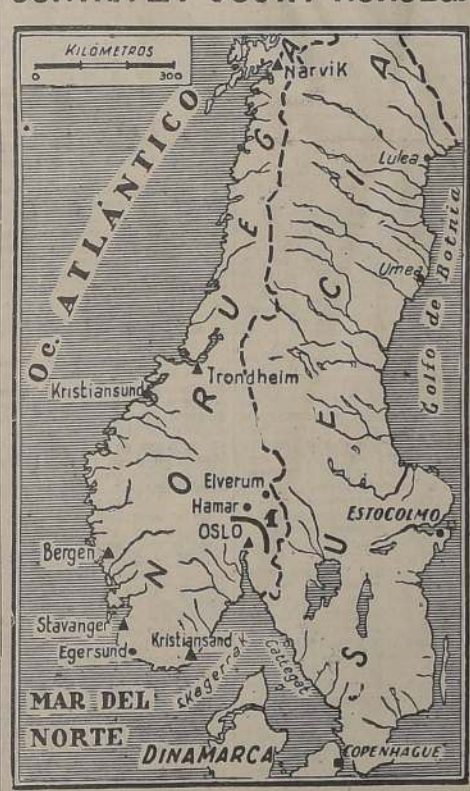 KILÓMETROS
0 300
Narvik
Oc. ATLÁNTICO
NORUEGA
SUECIA
Lulea
Umea
Golfo de Botnia
Trondheim
Kristiansund
Elverum
Hamar
OSLO
1
ESTOCOLMO
Bergen
Stavanger
Egersund
Kristiansand
Skagerrak
Cattegat
MAR DEL
NORTE
DINAMARCA
COPENHAGUE